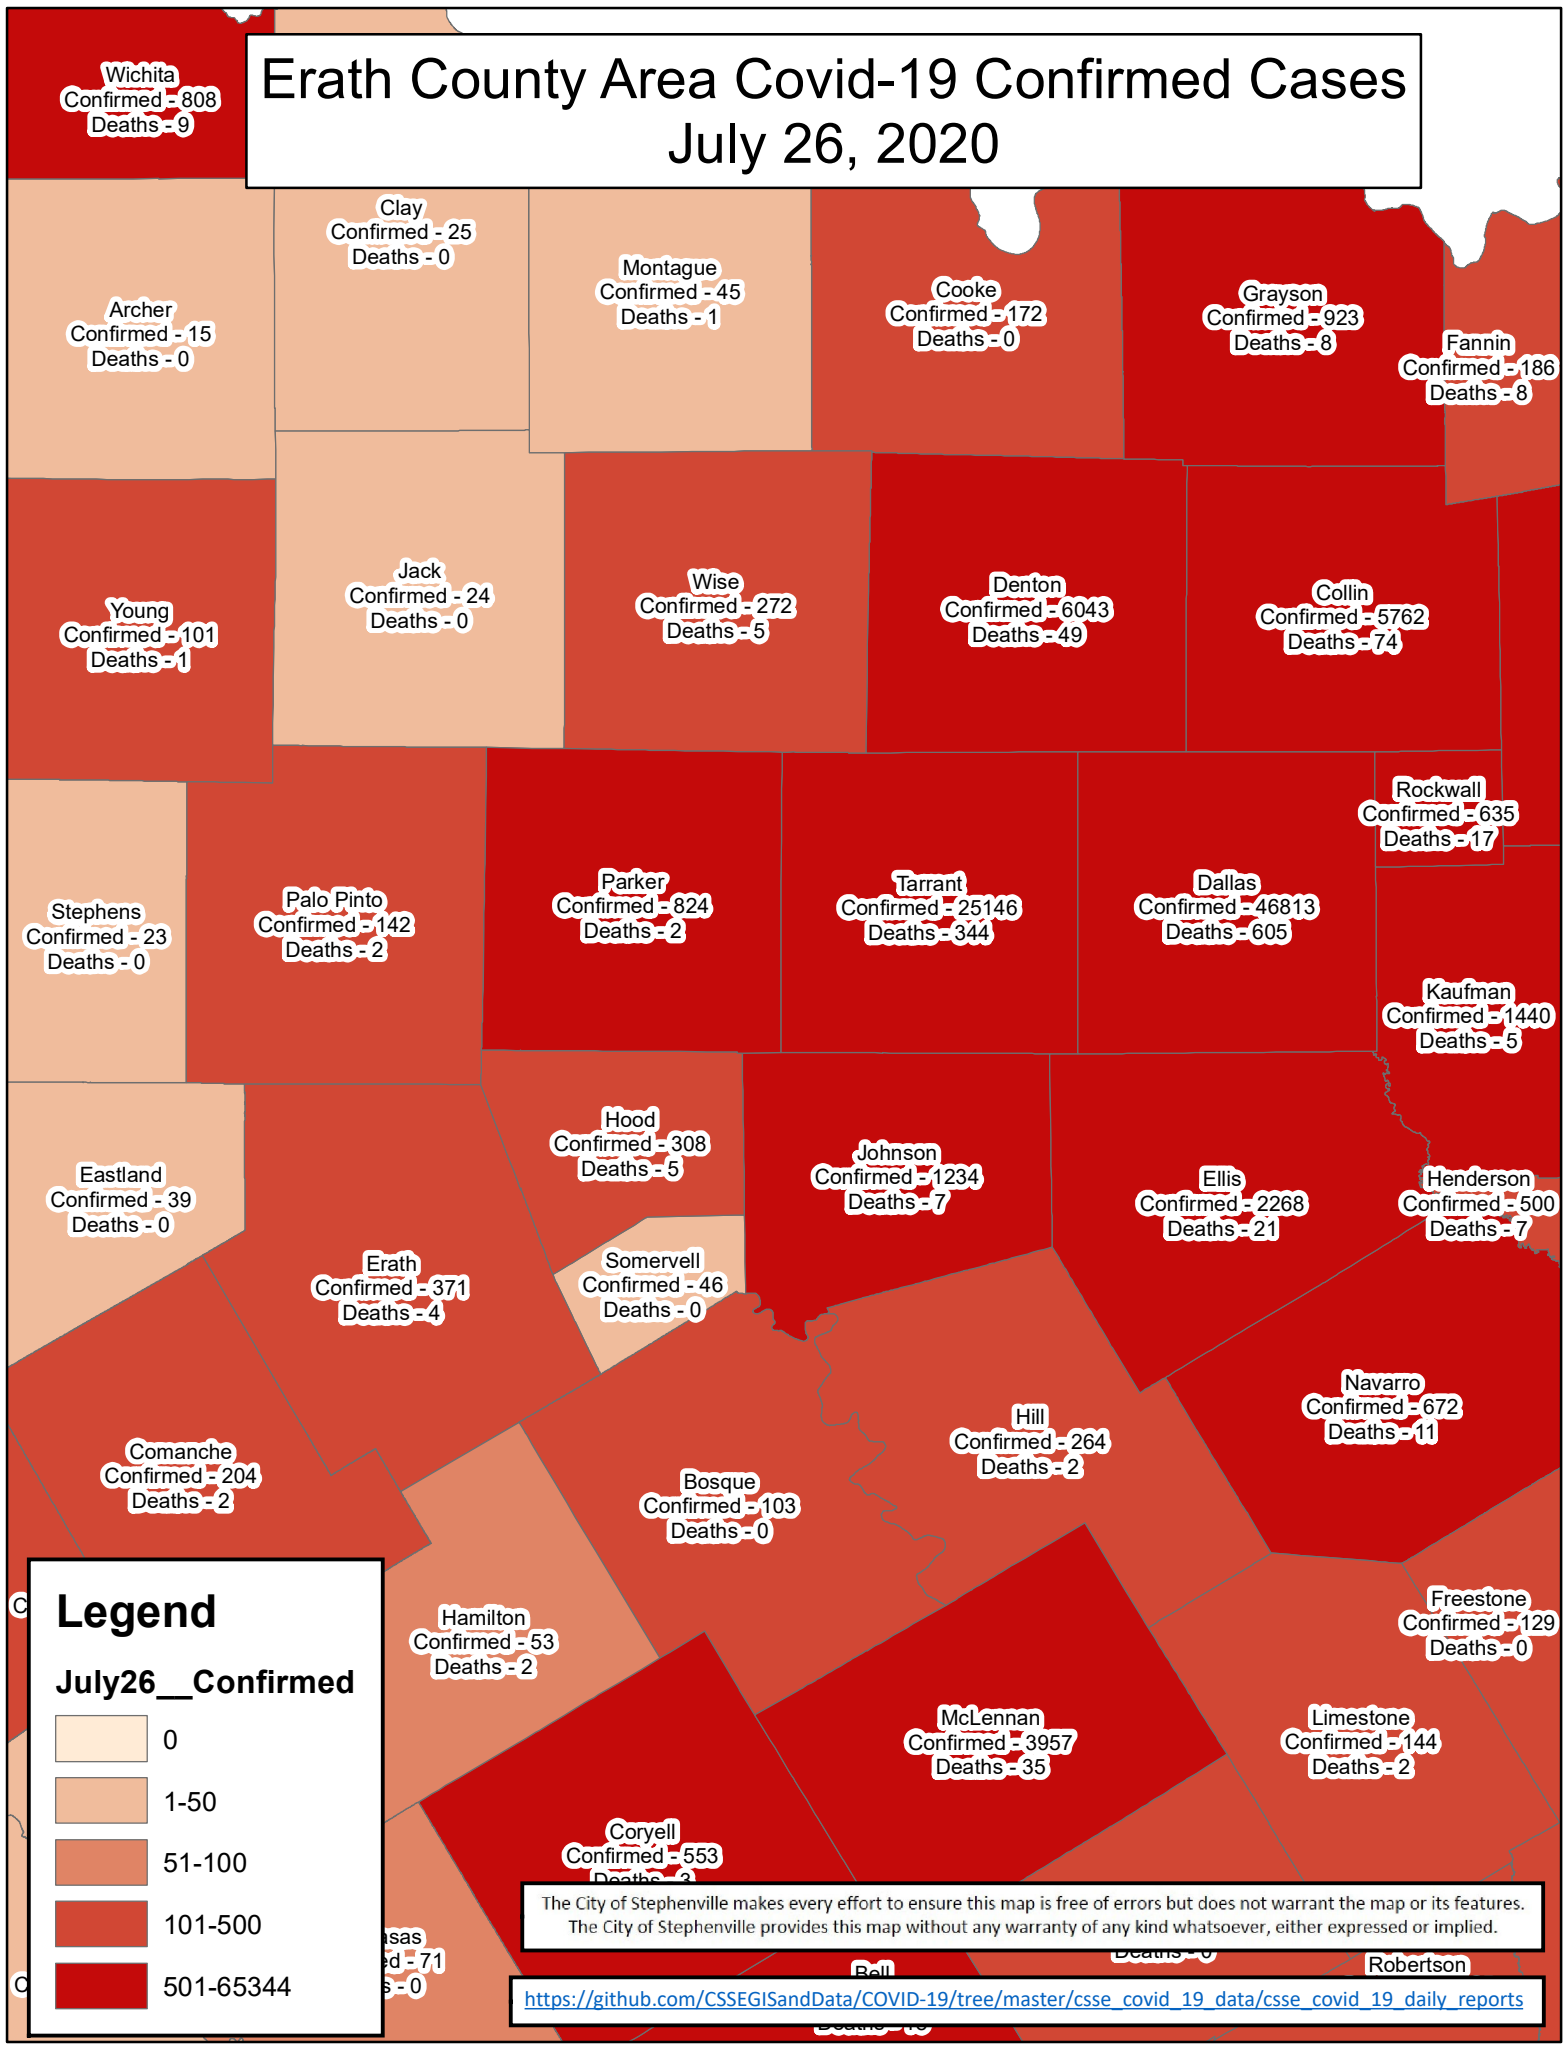 Erath County Area Covid-19 Confirmed Cases
July 26, 2020
Wichita
Confirmed - 808
Deaths - 9
Clay
Confirmed - 25
Deaths - 0
Montague
Confirmed - 45
Deaths - 1
Cooke
Confirmed - 172
Deaths - 0
Grayson
Confirmed - 923
Deaths - 8
Archer
Confirmed - 15
Deaths - 0
Fannin
Confirmed - 186
Deaths - 8
Young
Confirmed - 101
Deaths - 1
Jack
Confirmed - 24
Deaths - 0
Wise
Confirmed - 272
Deaths - 5
Denton
Confirmed - 6043
Deaths - 49
Collin
Confirmed - 5762
Deaths - 74
Rockwall
Confirmed - 635
Deaths - 17
Stephens
Confirmed - 23
Deaths - 0
Palo Pinto
Confirmed - 142
Deaths - 2
Parker
Confirmed - 824
Deaths - 2
Tarrant
Confirmed - 25146
Deaths - 344
Dallas
Confirmed - 46813
Deaths - 605
Kaufman
Confirmed - 1440
Deaths - 5
Eastland
Confirmed - 39
Deaths - 0
Hood
Confirmed - 308
Deaths - 5
Johnson
Confirmed - 1234
Deaths - 7
Ellis
Confirmed - 2268
Deaths - 21
Henderson
Confirmed - 500
Deaths - 7
Erath
Confirmed - 371
Deaths - 4
Somervell
Confirmed - 46
Deaths - 0
Comanche
Confirmed - 204
Deaths - 2
Bosque
Confirmed - 103
Deaths - 0
Hill
Confirmed - 264
Deaths - 2
Navarro
Confirmed - 672
Deaths - 11
Hamilton
Confirmed - 53
Deaths - 2
Freestone
Confirmed - 129
Deaths - 0
McLennan
Confirmed - 3957
Deaths - 35
Limestone
Confirmed - 144
Deaths - 2
Coryell
Confirmed - 553
Deaths - 3
asas
ed - 71
s - 0
Bell
Deaths - 0
Robertson
Legend
July26__Confirmed
0
1-50
51-100
101-500
501-65344
The City of Stephenville makes every effort to ensure this map is free of errors but does not warrant the map or its features.
The City of Stephenville provides this map without any warranty of any kind whatsoever, either expressed or implied.
https://github.com/CSSEGISandData/COVID-19/tree/master/csse_covid_19_data/csse_covid_19_daily_reports